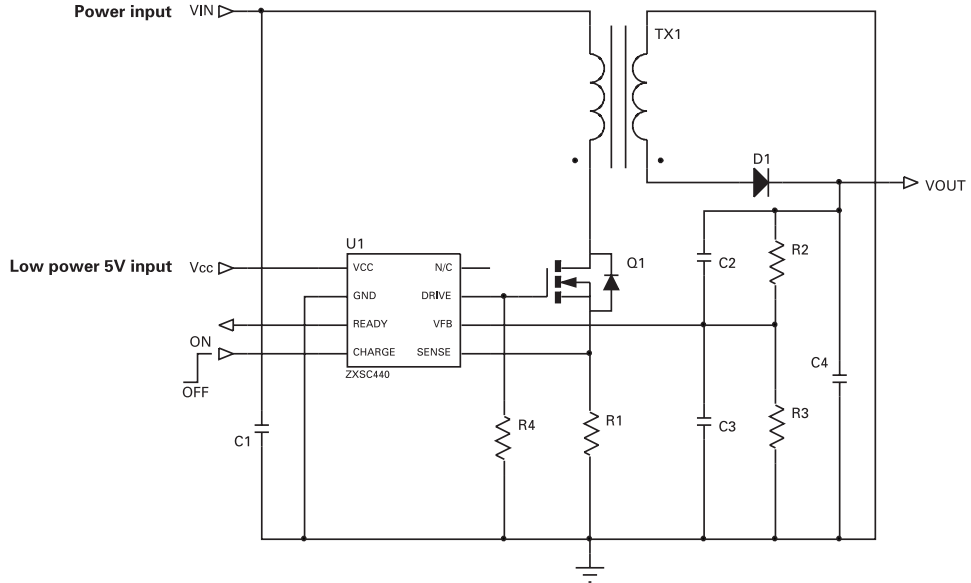 Power input VIN
TX1
D1
VOUT
U1
R2
Low power 5V input Vcc
VCC N/C
Q1
C2
GND DRIVE
READY VFB
ON
CHARGE SENSE
C4
ZXSC440
OFF
R3
R4 R1 C3
C1